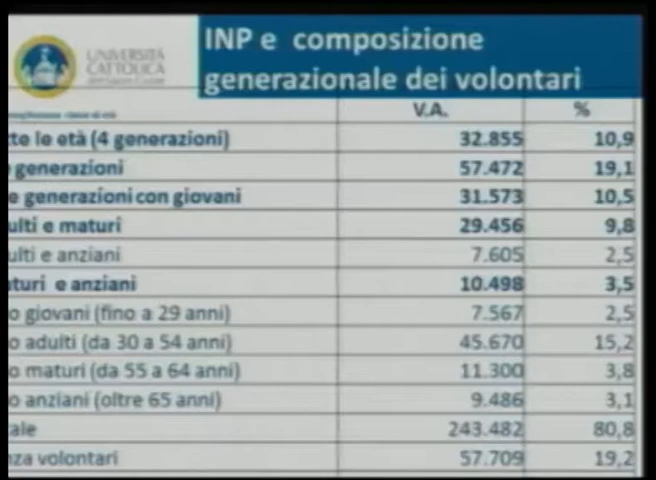 UNIVERSITÀ
CATTOLICA
INP e composizione
generazionale dei volontari
V.A. %
te le età (4 generazioni) 32.855 10,9
generazioni 57.472 19,1
e generazioni con giovani 31.573 10,5
ulti e maturi 29.456 9,8
ulti e anziani 7.605 2,5
turi e anziani 10.498 3,5
o giovani (fino a 29 anni) 7.567 2,5
o adulti (da 30 a 54 anni) 45.670 15,2
o maturi (da 55 a 64 anni) 11.300 3,8
o anziani (oltre 65 anni) 9.486 3,1
ale 243.482 80,8
nza volontari 57.709 19,2